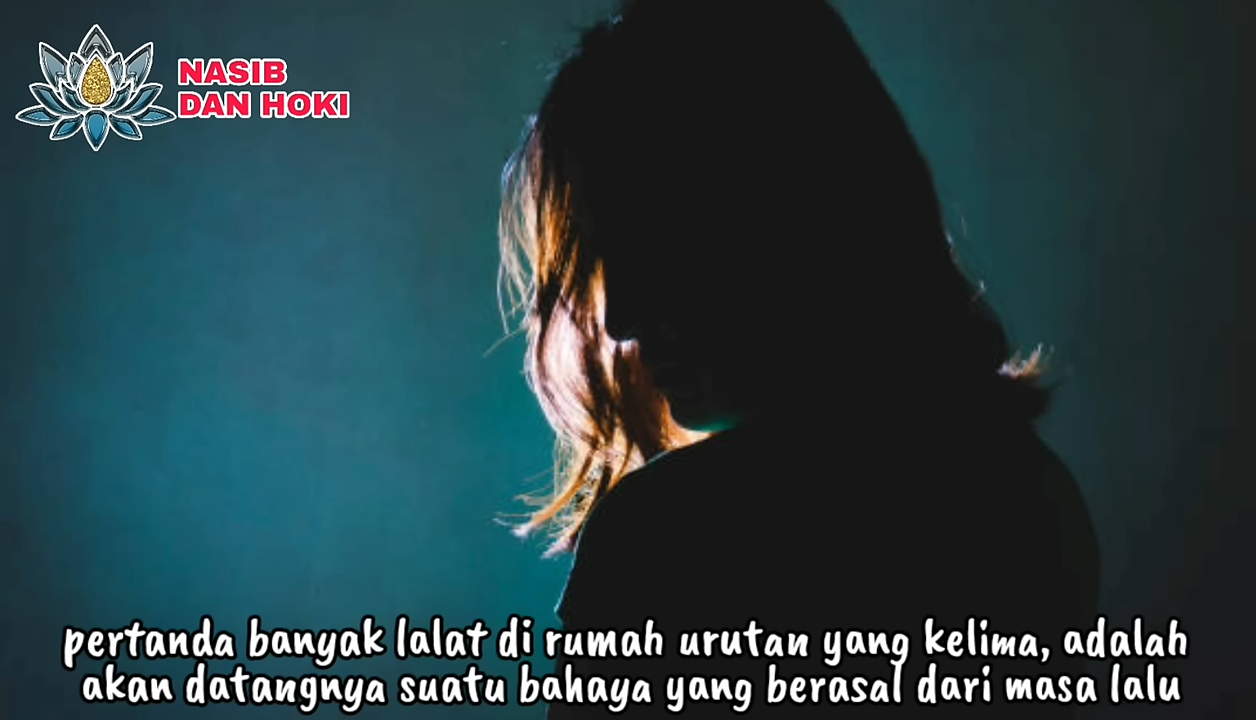 NASIB
DAN HOKI
pertanda banyak lalat di rumah urutan yang kelima, adalah
akan datangnya suatu bahaya yang berasal dari masa lalu